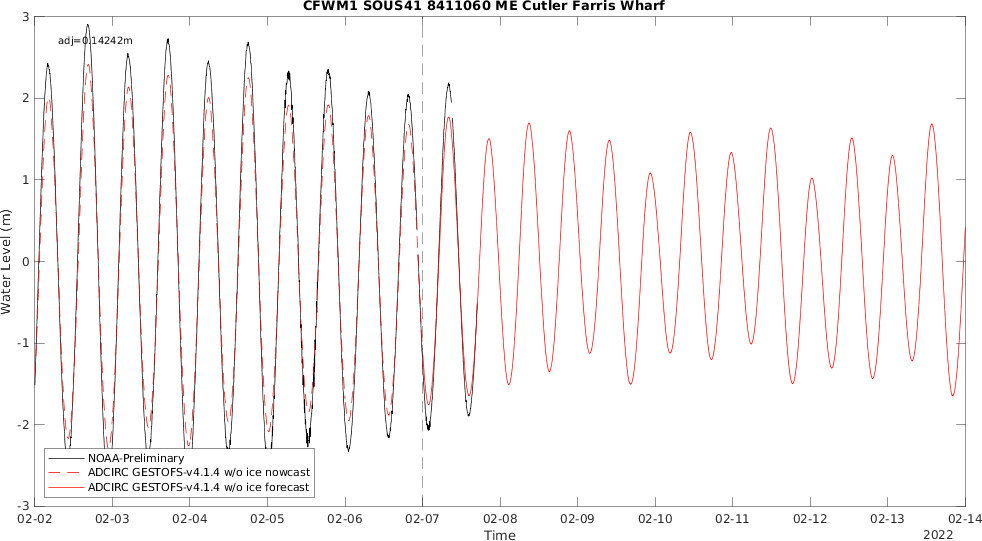 CFWM1 SOUS41 8411060 ME Cutler Farris Wharf
adj=0.14242m
3
2
1
0
-1
-2
-3
Water Level (m)
NOAA-Preliminary
ADCIRC GESTOFS-v4.1.4 w/o ice nowcast
ADCIRC GESTOFS-v4.1.4 w/o ice forecast
02-02 02-03 02-04 02-05 02-06 02-07 02-08 02-09 02-10 02-11 02-12 02-13 02-14
Time
2022